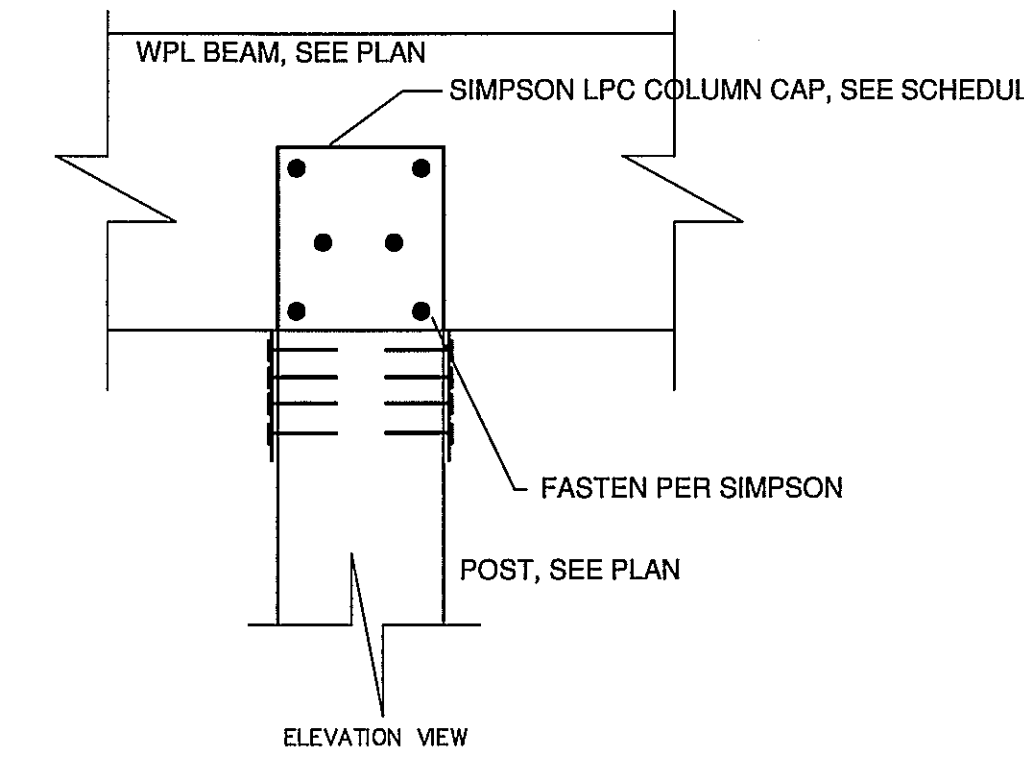 WPL BEAM, SEE PLAN
SIMPSON LPC COLUMN CAP, SEE SCHEDUL
FASTEN PER SIMPSON
POST, SEE PLAN
ELEVATION VIEW